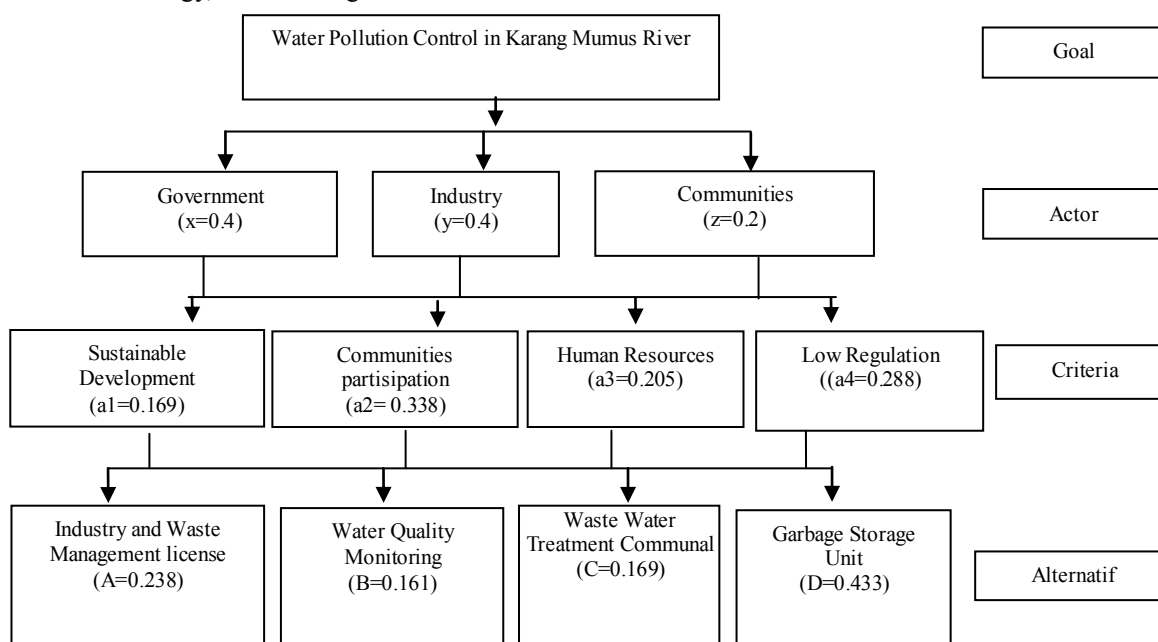 Water Pollution Control in Karang Mumus River
Goal
Government
(x=0.4)
Industry
(y=0.4)
Communities
(z=0.2)
Actor
Sustainable
Development
(a1=0.169)
Communities
partisipation
(a2= 0.338)
Human Resources
(a3=0.205)
Low Regulation
((a4=0.288)
Criteria
Industry and Waste
Management license
(A=0.238)
Water Quality
Monitoring
(B=0.161)
Waste Water
Treatment Communal
(C=0.169)
Garbage Storage
Unit
(D=0.433)
Alternatif